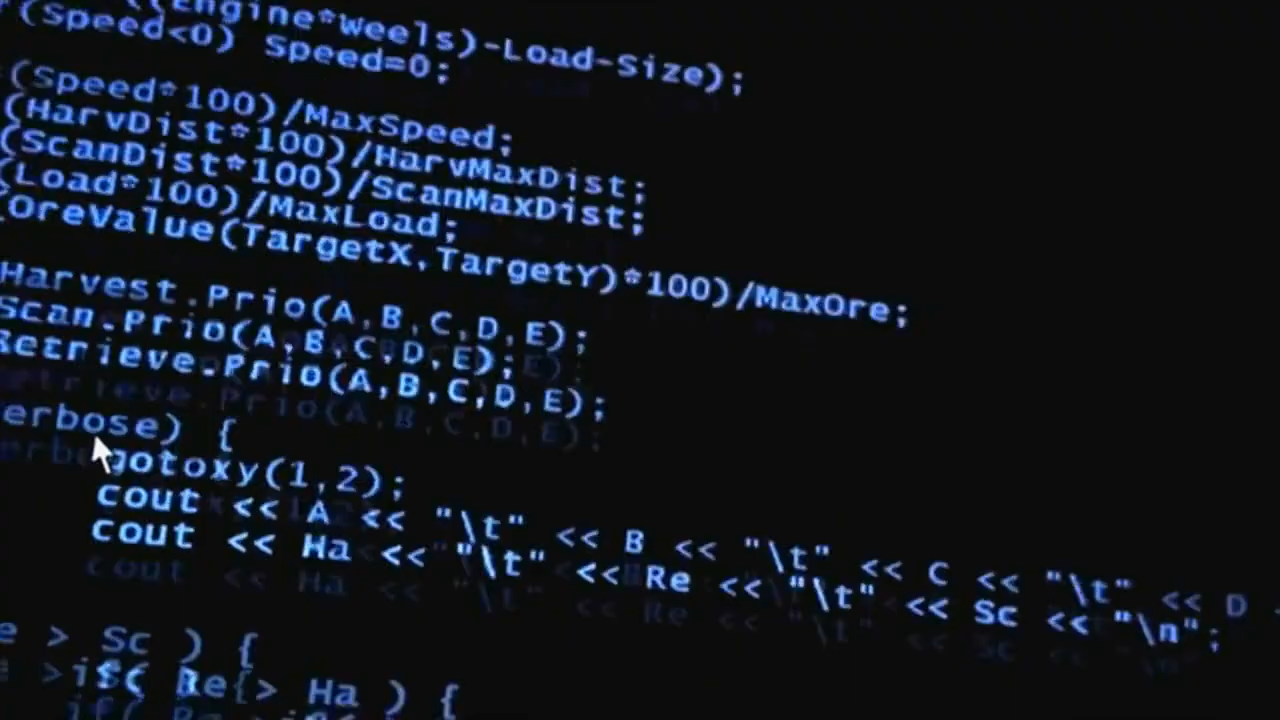 ((Engine*Weels)-Load-Size);
(Speed<0) Speed=0;
(Speed*100)/MaxSpeed;
(HarvDist*100)/HarvMaxDist;
(ScanDist*100)/ScanMaxDist;
(Load*100)/MaxLoad;
(OreValue(TargetX,TargetY)*100)/MaxOre;
Harvest.Prio(A,B,C,D,E);
Scan.Prio(A,B,C,D,E);
Retrieve.Prio(A,B,C,D,E);
erbose) {
gotoxy(1,2);
cout << A << "\t" << B << "\t" << C << "\t" << D
cout << Ha << "\t" << Re << "\t" << Sc << "\n";
e > Sc ) {
if( Re > Ha ) {